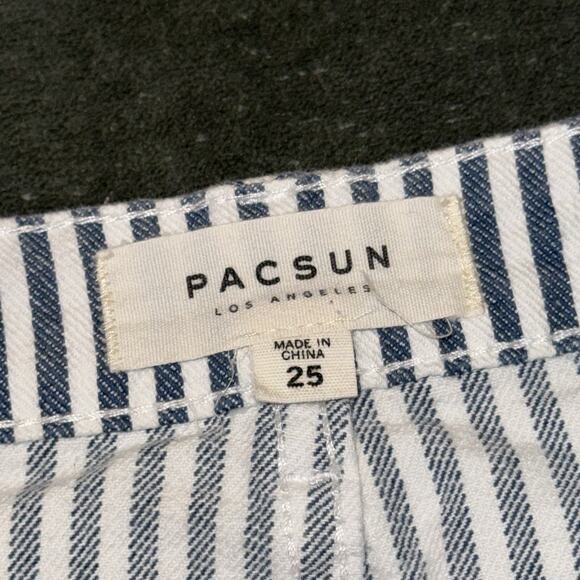 PACSUN
LOS ANGELES
MADE IN
CHINA
25